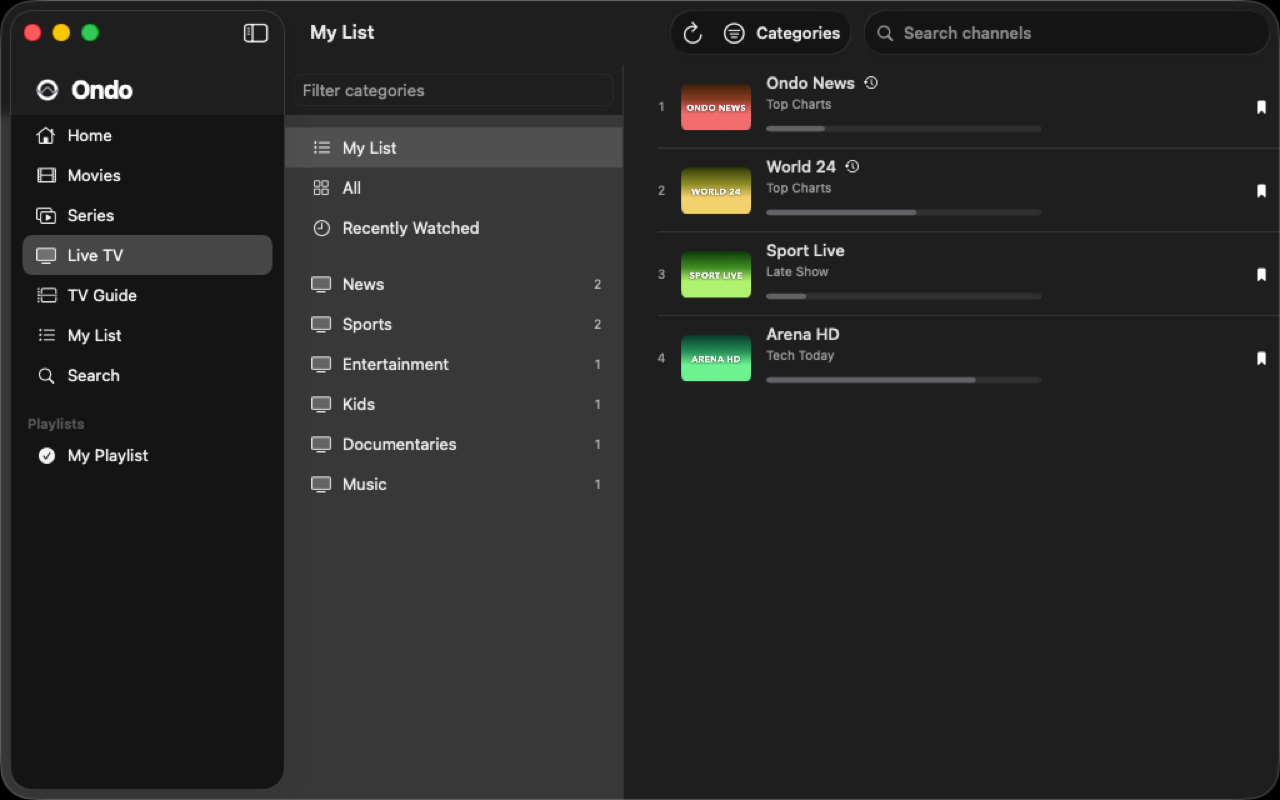 My List
Categories
Search channels
Ondo
Home
Movies
Series
Live TV
TV Guide
My List
Search
Playlists
My Playlist
Filter categories
My List
All
Recently Watched
News 2
Sports 2
Entertainment 1
Kids 1
Documentaries 1
Music 1
1
ONDO NEWS
Ondo News
Top Charts
2
WORLD 24
World 24
Top Charts
3
SPORT LIVE
Sport Live
Late Show
4
ARENA HD
Arena HD
Tech Today